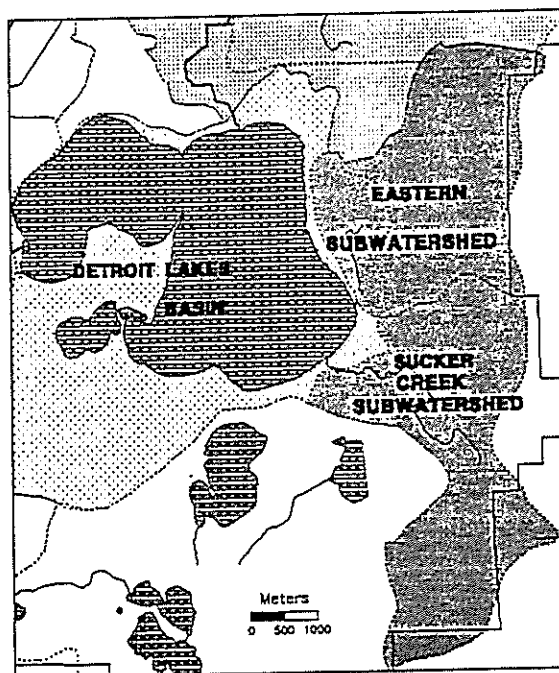 EASTERN
SUBWATERSHED
DETROIT LAKES
BASIN
SUCKER
CREEK
SUBWATERSHED
Meters
0 500 1000